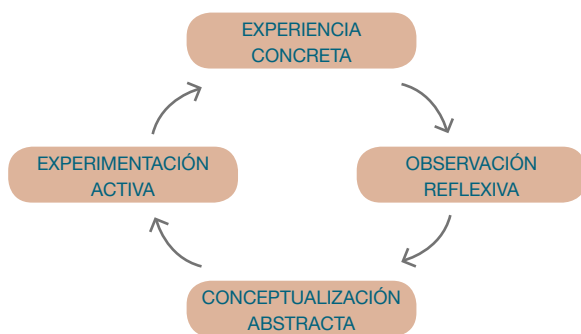 EXPERIENCIA
CONCRETA
EXPERIMENTACIÓN
ACTIVA
OBSERVACIÓN
REFLEXIVA
CONCEPTUALIZACIÓN
ABSTRACTA